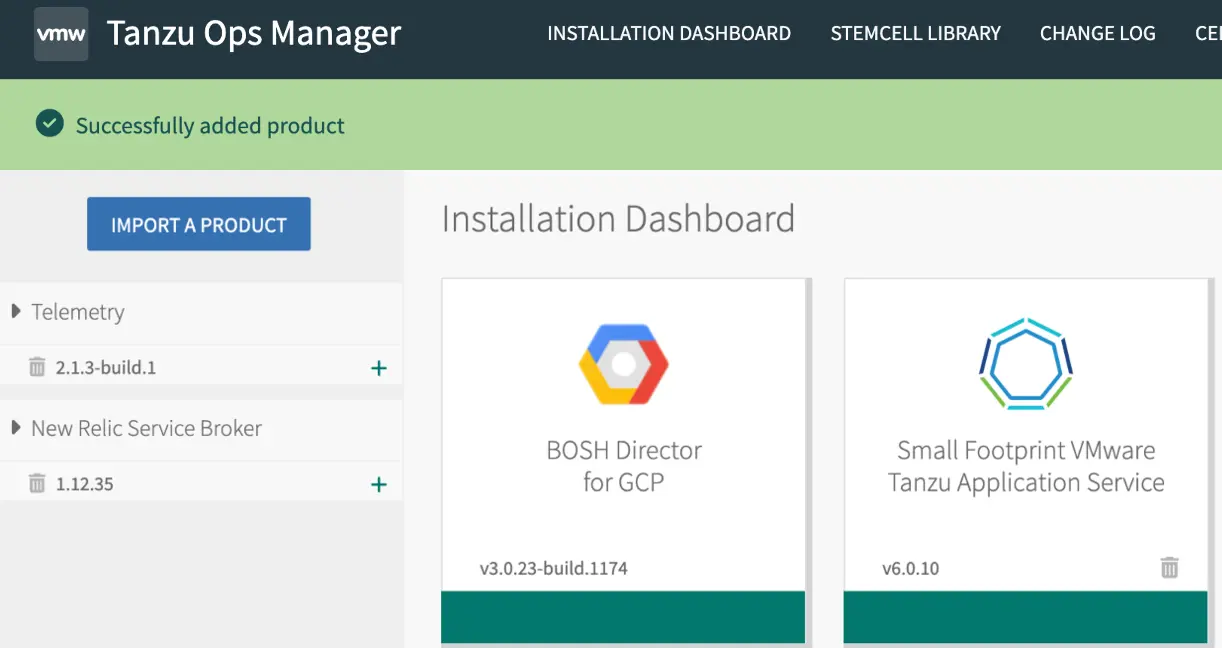 vmw Tanzu Ops Manager
INSTALLATION DASHBOARD
STEMCELL LIBRARY
CHANGE LOG
Successfully added product
IMPORT A PRODUCT
Telemetry
2.1.3-build.1
+
New Relic Service Broker
1.12.35
+
Installation Dashboard
BOSH Director
for GCP
v3.0.23-build.1174
Small Footprint VMware
Tanzu Application Service
v6.0.10